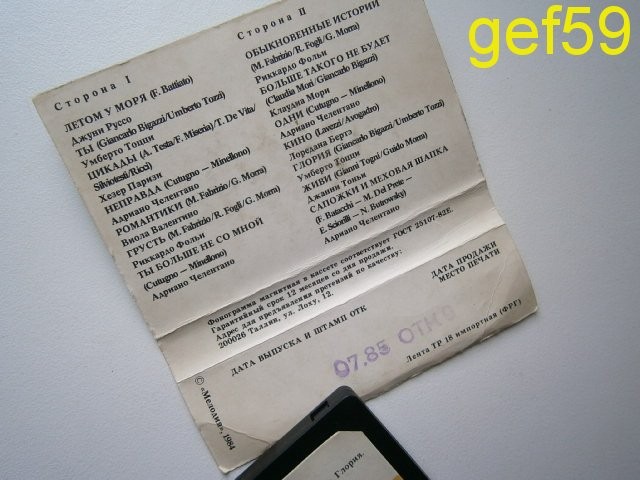 gef59
Сторона I
ЛЕТОМ У МОРЯ (F. Battiato)
Джуни Руссо
ТЫ (Giancarlo Bigazzi/Umberto Tozzi)
Умберто Тоцци
ЦИКАДЫ (A. Testa/F. Miseria/T. De Vita/
Silviotesti/Ricci)
Хезер Паризи
НЕПРАВДА (Cutugno — Minellono)
Адриано Челентано
РОМАНТИКИ (M. Fabrizio/G. Morra)
Виола Валентино
ГРУСТЬ (M. Fabrizio/R. Fogli/G. Morra)
Риккардо Фольи
ТЫ БОЛЬШЕ НЕ СО МНОЙ
(Cutugno — Minellono)
Адриано Челентано
Сторона II
ОБЫКНОВЕННЫЕ ИСТОРИИ
(M. Fabrizio/R. Fogli/G. Morra)
Риккардо Фольи
БОЛЬШЕ ТАКОГО НЕ БУДЕТ
(Claudia Mori/Giancarlo Bigazzi)
Клаудиа Мори
ОДНИ (Cutugno — Minellono)
Адриано Челентано
КИНО (Lavezzi/Avogadro)
Лоредана Бертэ
ГЛОРИЯ (Giancarlo Bigazzi/Umberto Tozzi)
Умберто Тоцци
ЖИВИ (Gianni Togni/Guido Morra)
Джанни Тоньи
САПОЖКИ И МЕХОВАЯ ШАПКА
(F. Baracchi — M. Del Prete —
E. Sciorilli — N. Butrowsky)
Адриано Челентано
Фонограмма магнитная в кассете соответствует ГОСТ 25107-82Е.
Гарантийный срок 12 месяцев со дня продажи.
Адрес для предъявления претензий по качеству:
200026 Таллин, ул. Лоху, 12.
ДАТА ВЫПУСКА И ШТАМП ОТК
ДАТА ПРОДАЖИ
МЕСТО ПЕЧАТИ
07.85
Лента ТР 18 импортная (ФРГ)
© «Мелодия», 1984
Глория.